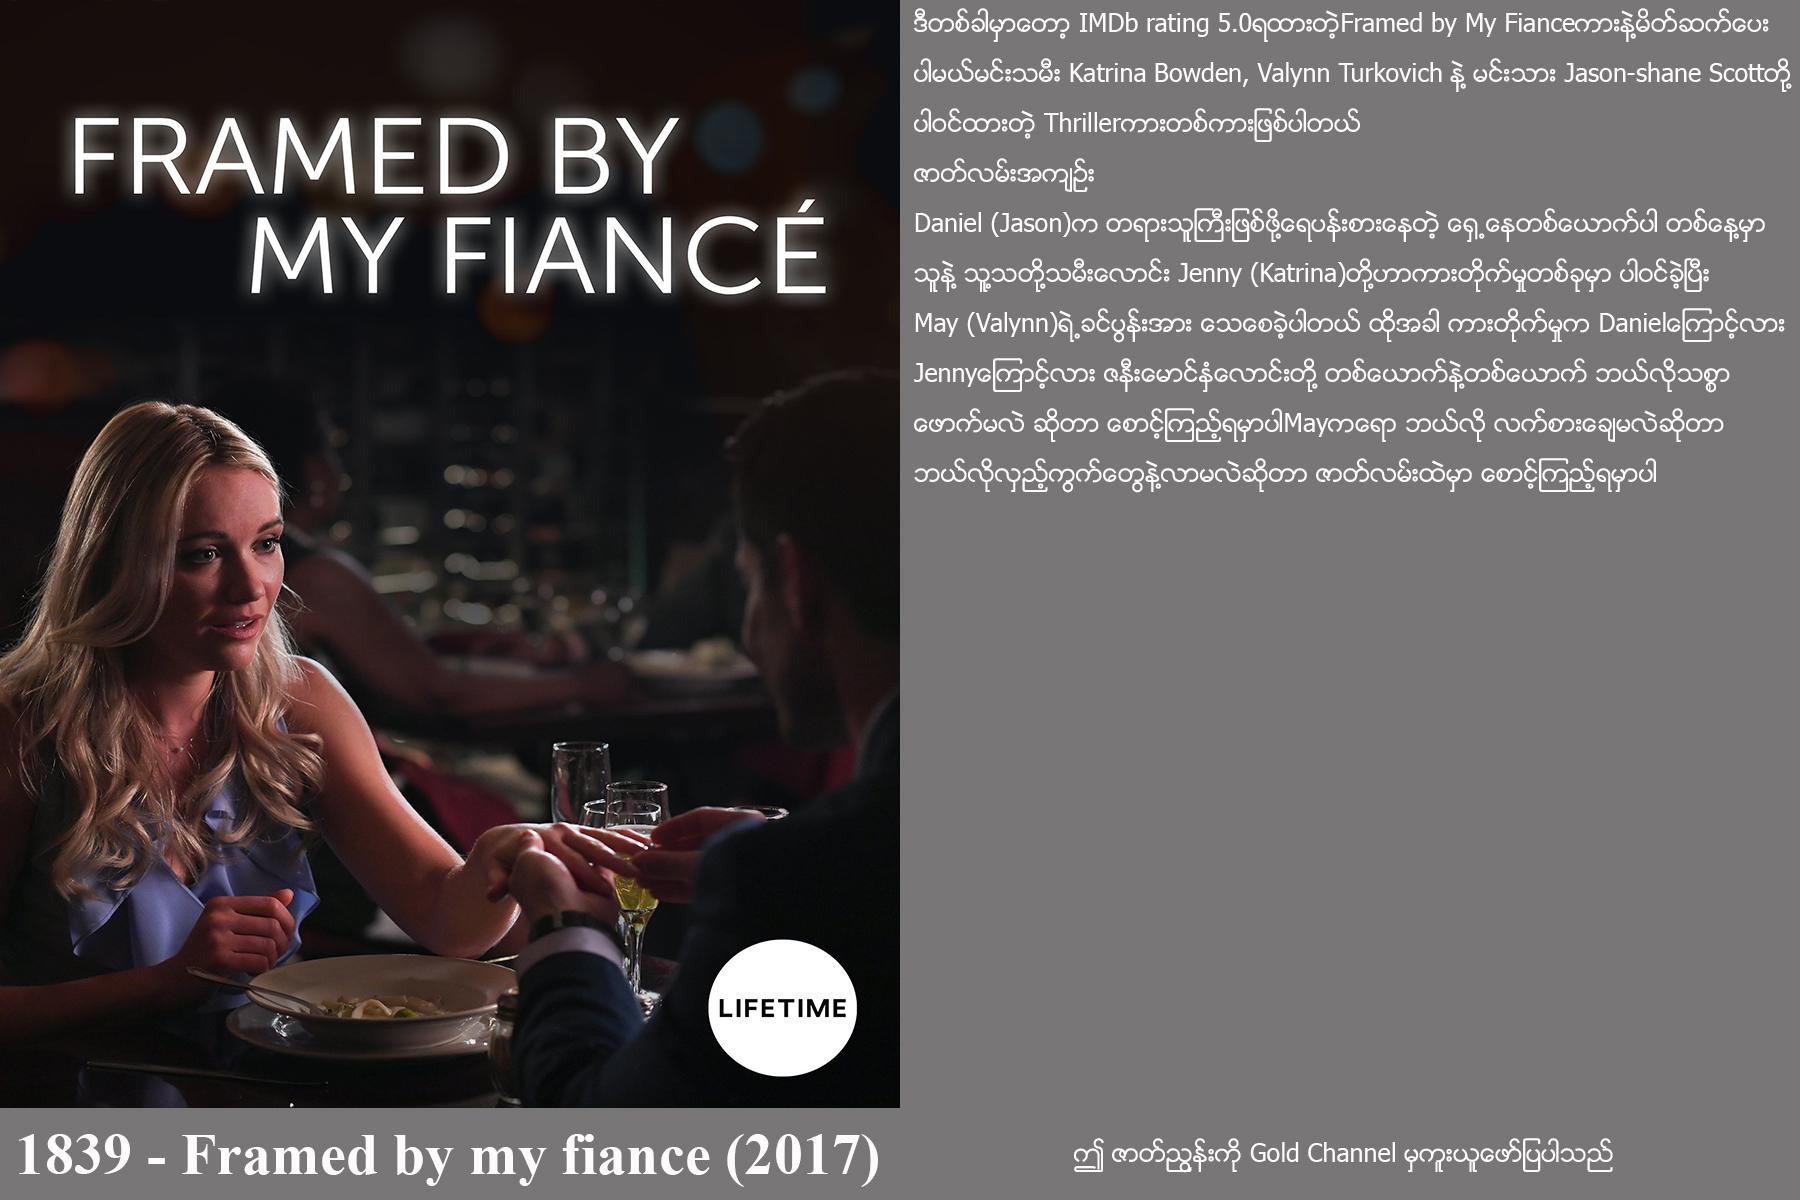 FRAMED BY
MY FIANCÉ
LIFETIME
1839 - Framed by my fiance (2017)
ဒီတစ်ခါမှာတော့ IMDb rating 5.0ရထားတဲ့Framed by My Fianceကားနဲ့မိတ်ဆက်ပေး
ပါမယ်မင်းသမီး Katrina Bowden, Valynn Turkovich နဲ့ မင်းသား Jason-shane Scottတို့
ပါဝင်ထားတဲ့ Thrillerကားတစ်ကားဖြစ်ပါတယ်
ဇာတ်လမ်းအကျဉ်း
Daniel (Jason)က တရားသူကြီးဖြစ်ဖို့ရေပန်းစားနေတဲ့ ရှေ့နေတစ်ယောက်ပါ တစ်နေ့မှာ
သူနဲ့ သူ့သတို့သမီးလောင်း Jenny (Katrina)တို့ဟာကားတိုက်မှုတစ်ခုမှာ ပါဝင်ခဲ့ပြီး
May (Valynn)ရဲ့ခင်ပွန်းအား သေစေခဲ့ပါတယ် ထိုအခါ ကားတိုက်မှုက Danielကြောင့်လား
Jennyကြောင့်လား ဇနီးမောင်နှံလောင်းတို့ တစ်ယောက်နဲ့တစ်ယောက် ဘယ်လိုသစ္စာ
ဖောက်မလဲ ဆိုတာ စောင့်ကြည့်ရမှာပါMayကရော ဘယ်လို လက်စားချေမလဲဆိုတာ
ဘယ်လိုလှည့်ကွက်တွေနဲ့လာမလဲဆိုတာ ဇာတ်လမ်းထဲမှာ စောင့်ကြည့်ရမှာပါ
ဤ ဇာတ်ညွှန်းကို Gold Channel မှကူးယူဖော်ပြပါသည်